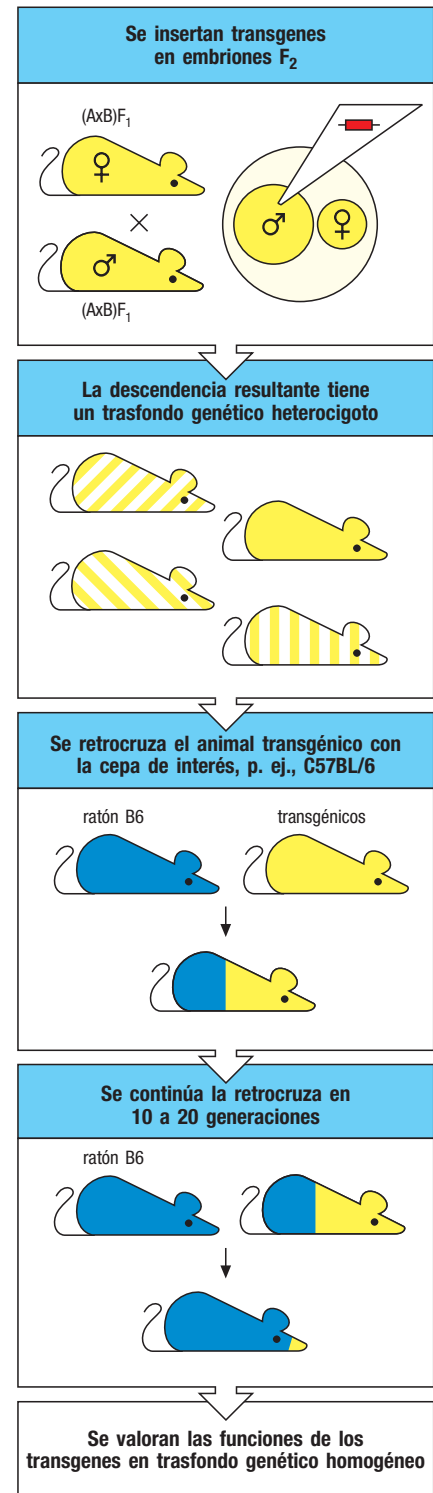 Se insertan transgenes
en embriones F₂
(AxB)F₁
♀
×
♂
(AxB)F₁
♂
♀
La descendencia resultante tiene
un trasfondo genético heterocigoto
Se retrocruza el animal transgénico con
la cepa de interés, p. ej., C57BL/6
ratón B6
transgénicos
Se continúa la retrocruza en
10 a 20 generaciones
ratón B6
Se valoran las funciones de los
transgenes en trasfondo genético homogéneo